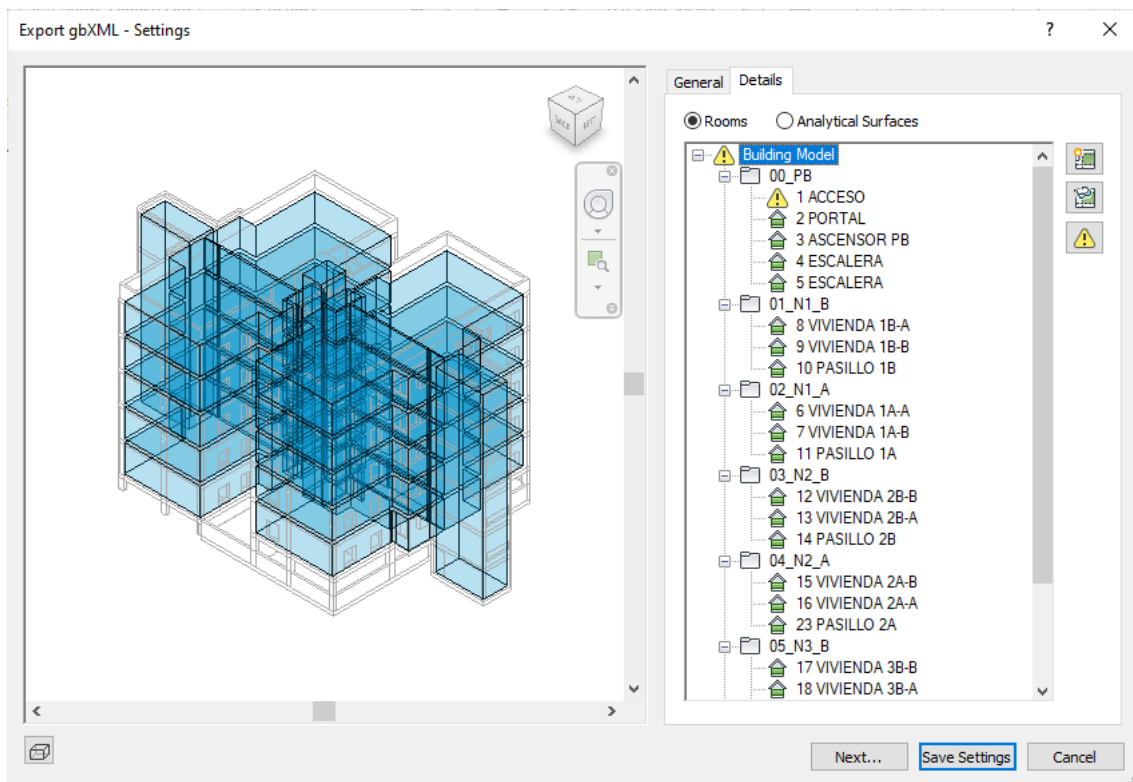 Export gbXML - Settings
?
General
Details
Rooms
Analytical Surfaces
BACK
LEFT
Building Model
00_PB
1 ACCESO
2 PORTAL
3 ASCENSOR PB
4 ESCALERA
5 ESCALERA
01_N1_B
8 VIVIENDA 1B-A
9 VIVIENDA 1B-B
10 PASILLO 1B
02_N1_A
6 VIVIENDA 1A-A
7 VIVIENDA 1A-B
11 PASILLO 1A
03_N2_B
12 VIVIENDA 2B-B
13 VIVIENDA 2B-A
14 PASILLO 2B
04_N2_A
15 VIVIENDA 2A-B
16 VIVIENDA 2A-A
23 PASILLO 2A
05_N3_B
17 VIVIENDA 3B-B
18 VIVIENDA 3B-A
Next...
Save Settings
Cancel